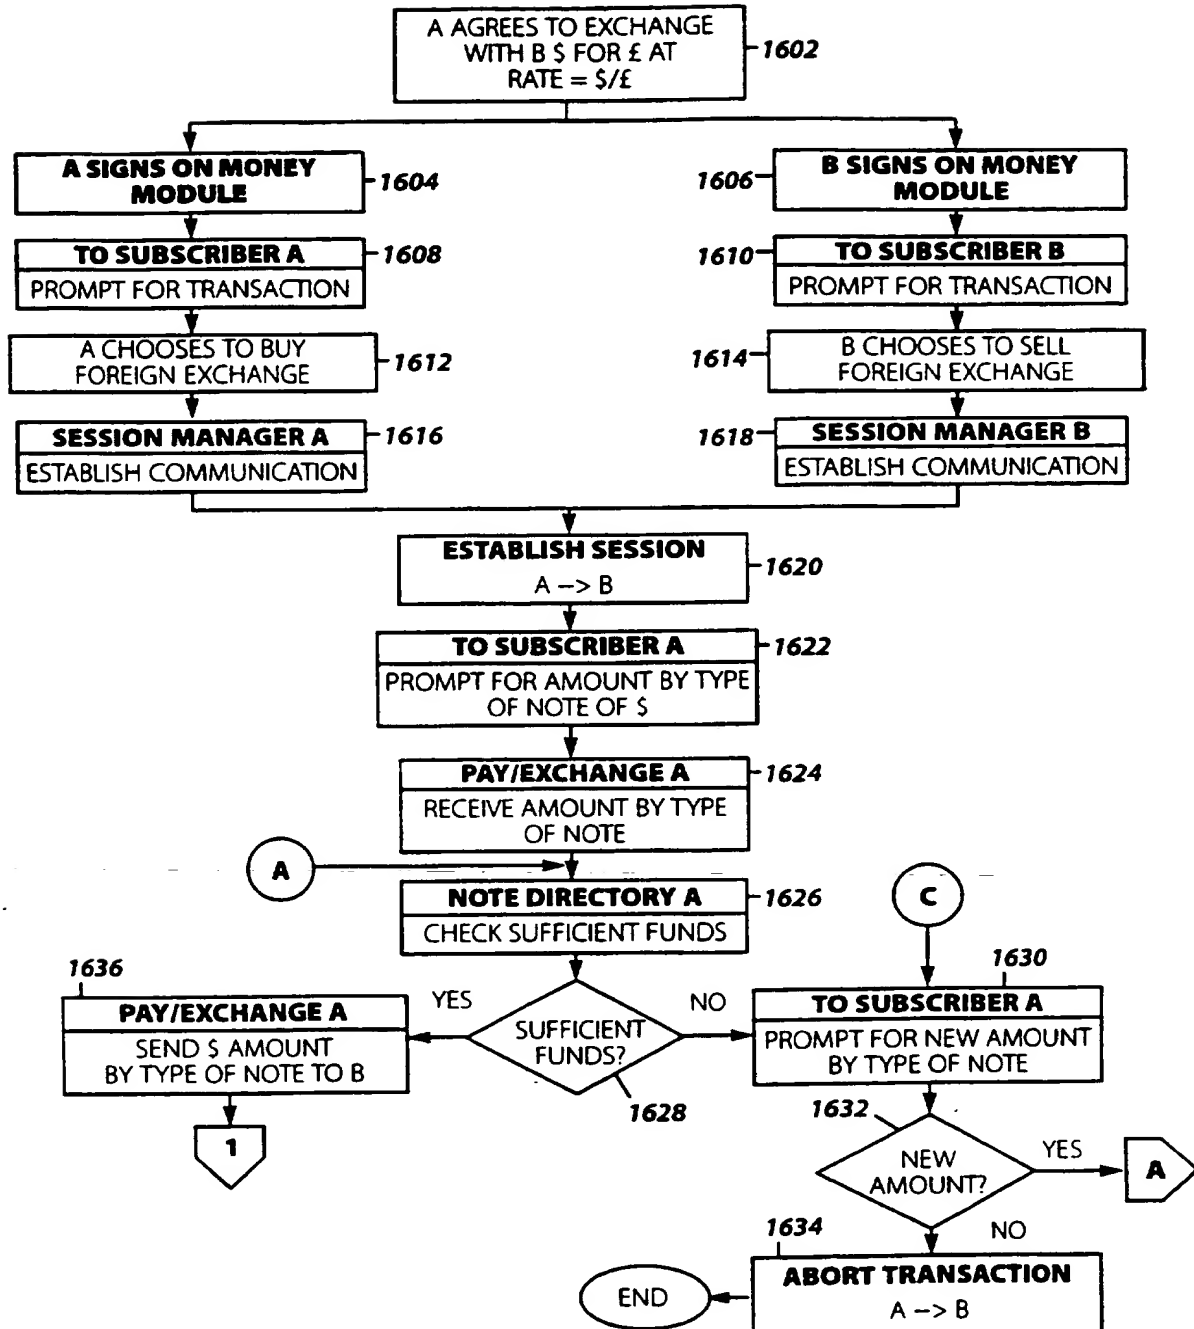 A AGREES TO EXCHANGE
WITH B $ FOR £ AT
RATE = $/£
1602
A SIGNS ON MONEY
MODULE
1604
1606
B SIGNS ON MONEY
MODULE
TO SUBSCRIBER A
PROMPT FOR TRANSACTION
1608
1610
TO SUBSCRIBER B
PROMPT FOR TRANSACTION
A CHOOSES TO BUY
FOREIGN EXCHANGE
1612
1614
B CHOOSES TO SELL
FOREIGN EXCHANGE
SESSION MANAGER A
ESTABLISH COMMUNICATION
1616
1618
SESSION MANAGER B
ESTABLISH COMMUNICATION
ESTABLISH SESSION
A --> B
1620
TO SUBSCRIBER A
PROMPT FOR AMOUNT BY TYPE
OF NOTE OF $
1622
PAY/EXCHANGE A
RECEIVE AMOUNT BY TYPE
OF NOTE
1624
A
NOTE DIRECTORY A
CHECK SUFFICIENT FUNDS
1626
C
1636
PAY/EXCHANGE A
SEND $ AMOUNT
BY TYPE OF NOTE TO B
YES
SUFFICIENT
FUNDS?
NO
1628
1630
TO SUBSCRIBER A
PROMPT FOR NEW AMOUNT
BY TYPE OF NOTE
1
1632
NEW
AMOUNT?
YES
A
NO
1634
ABORT TRANSACTION
A --> B
END